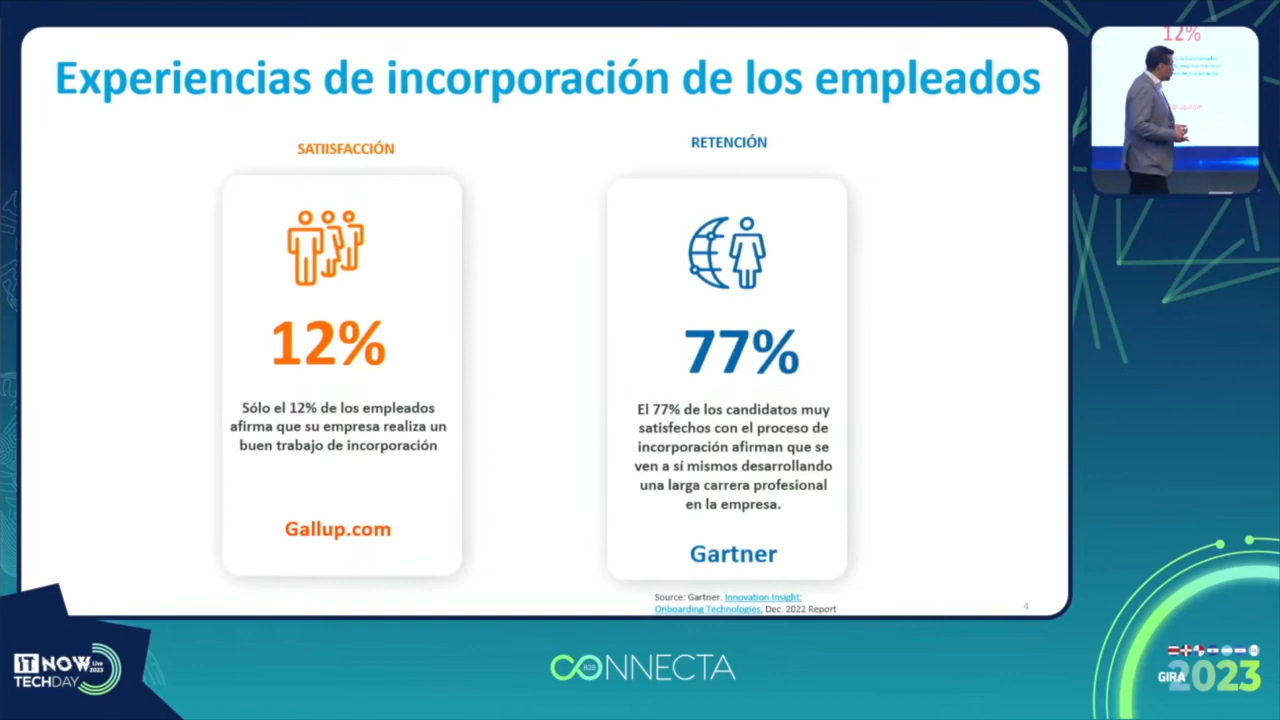 Experiencias de incorporación de los empleados
SATIISFACCIÓN
12%
Sólo el 12% de los empleados
afirma que su empresa realiza un
buen trabajo de incorporación
Gallup.com
RETENCIÓN
77%
El 77% de los candidatos muy
satisfechos con el proceso de
incorporación afirman que se
ven a sí mismos desarrollando
una larga carrera profesional
en la empresa.
Gartner
Source: Gartner. Innovation Insight:
Onboarding Technologies, Dec. 2022 Report
4
12%
iT NOW Live
2023
TECHDAY
B2B
CONNECTA
GIRA 2023